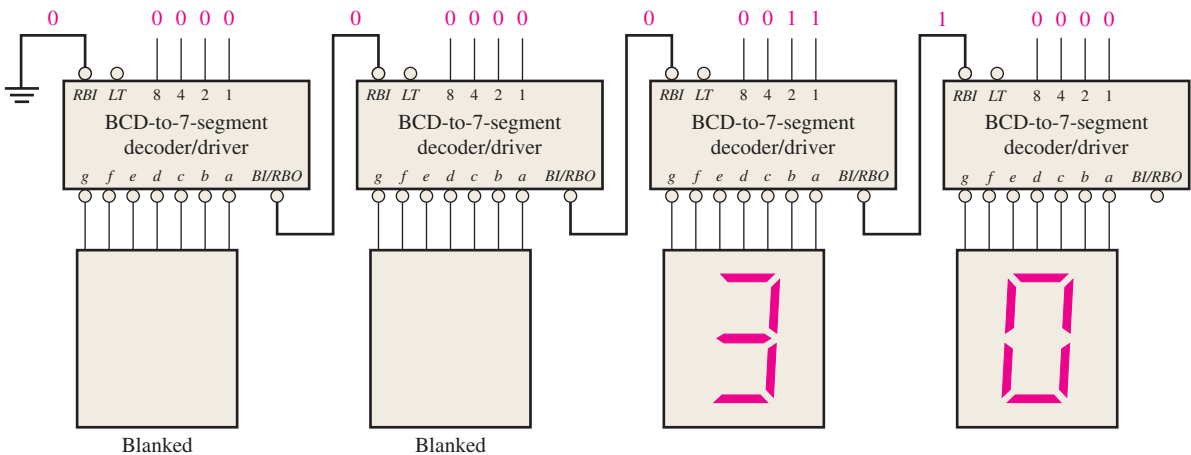 0 0 0 0 0 0 0 0 0 0 0 0 0 1 1 1 0 0 0 0
RBI LT 8 4 2 1 RBI LT 8 4 2 1 RBI LT 8 4 2 1 RBI LT 8 4 2 1
BCD-to-7-segment BCD-to-7-segment BCD-to-7-segment BCD-to-7-segment
decoder/driver decoder/driver decoder/driver decoder/driver
g f e d c b a BI/RBO g f e d c b a BI/RBO g f e d c b a BI/RBO g f e d c b a BI/RBO
3 0
Blanked Blanked